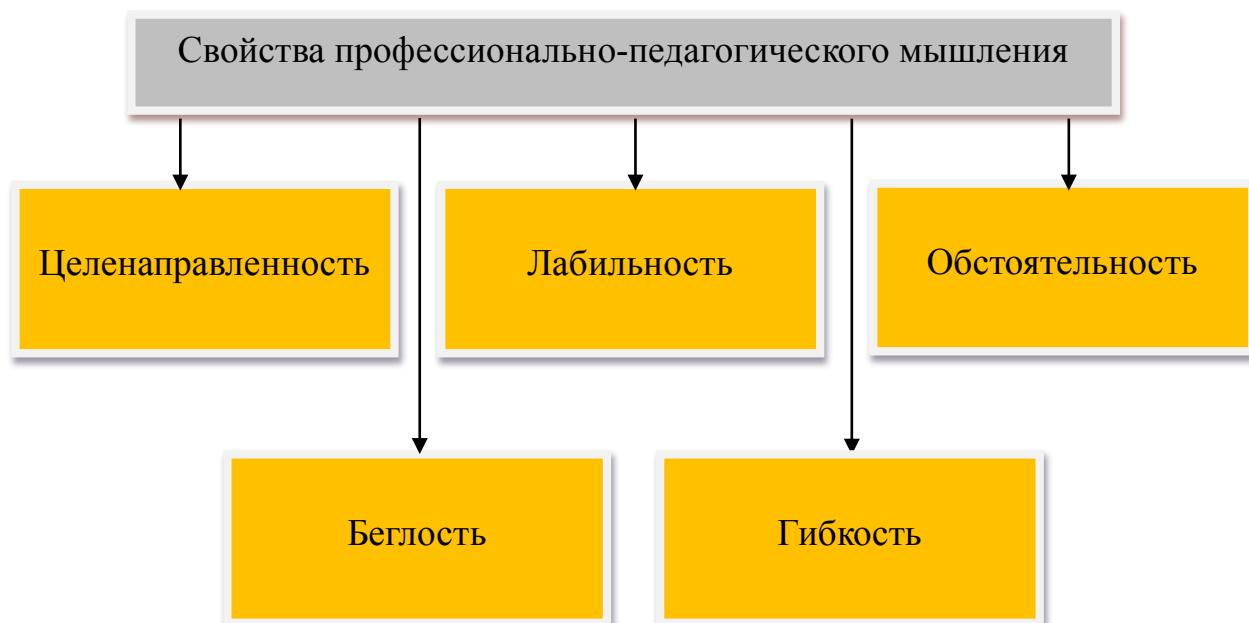 Свойства профессионально-педагогического мышления
Целенаправленность
Лабильность
Обстоятельность
Беглость
Гибкость